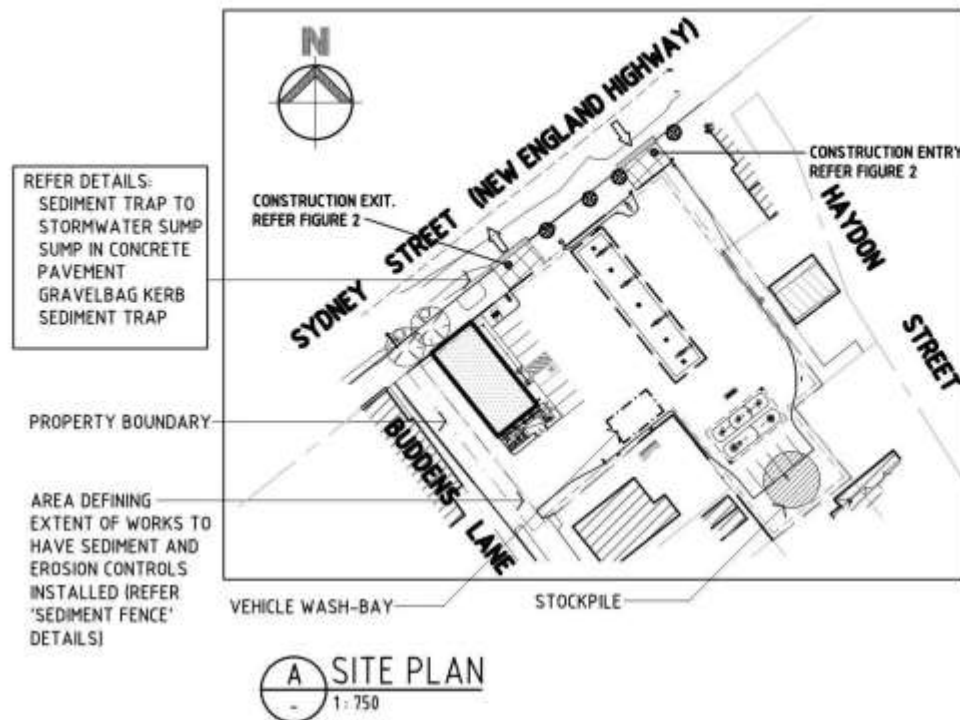 N
SYDNEY STREET (NEW ENGLAND HIGHWAY)
CONSTRUCTION ENTRY
REFER FIGURE 2
REFER DETAILS:
SEDIMENT TRAP TO
STORMWATER SUMP
SUMP IN CONCRETE
PAVEMENT
GRAVELBAG KERB
SEDIMENT TRAP
CONSTRUCTION EXIT.
REFER FIGURE 2
HAYDON STREET
PROPERTY BOUNDARY
BUDDENS LANE
AREA DEFINING
EXTENT OF WORKS TO
HAVE SEDIMENT AND
EROSION CONTROLS
INSTALLED (REFER
'SEDIMENT FENCE'
DETAILS)
VEHICLE WASH-BAY
STOCKPILE
A
-
SITE PLAN
1:750